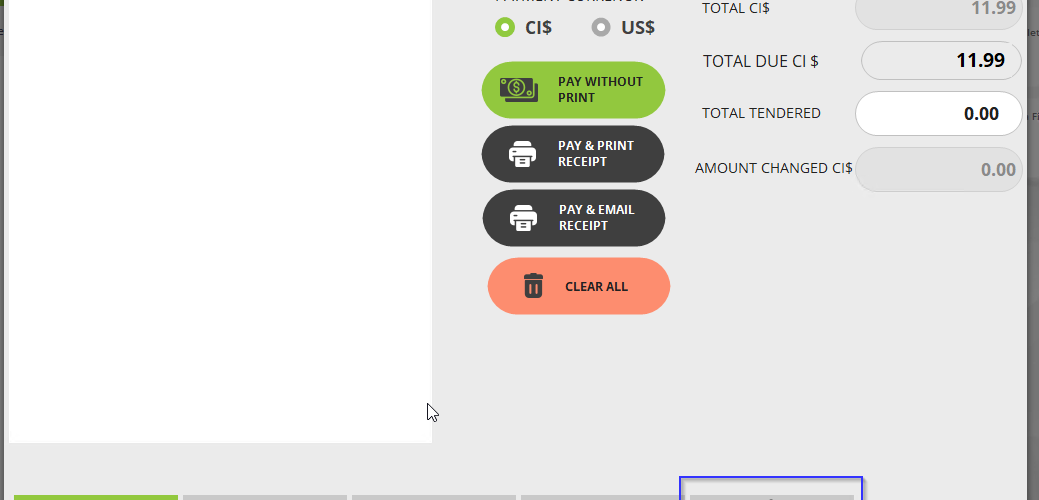 TOTAL CI$ 11.99
CI$ US$
TOTAL DUE CI $ 11.99
PAY WITHOUT
PRINT
TOTAL TENDERED 0.00
PAY & PRINT
RECEIPT
AMOUNT CHANGED CI$ 0.00
PAY & EMAIL
RECEIPT
CLEAR ALL